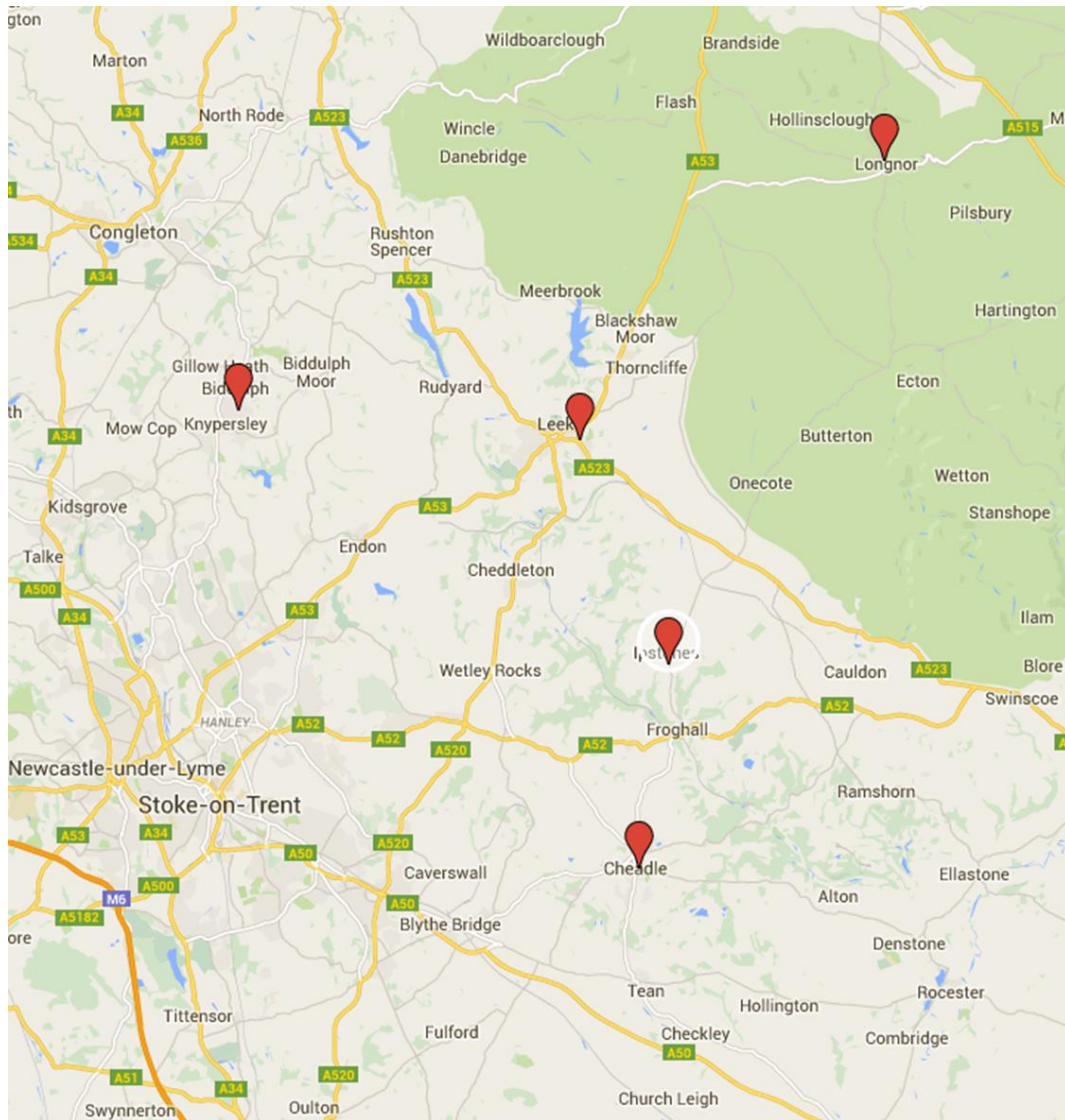 gton
Wildboarclough
Brandside
Marton
A34
North Rode
A523
Flash
Hollinsclough
A515
M
A536
Wincle
Danebridge
A53
Longnor
Pilsbury
A534
Congleton
Rushton
Spencer
A34
A523
Meerbrook
Hartington
Blackshaw
Moor
Gillow Heath
Biddulph
Biddulph
Moor
Rudyard
Thorncliffe
Ecton
th
Mow Cop
Knypersley
A34
Leek
Butterton
A523
Wetton
Onecote
Kidsgrove
A53
Stanshope
Talke
Endon
Cheddleton
A500
A34
A53
Ilam
Ipstones
Wetley Rocks
Cauldon
A523
Blore
Swinscoe
HANLEY
A52
A52
A520
A52
Froghall
A52
A
Newcastle-under-Lyme
Stoke-on-Trent
Ramshorn
A53
A34
A50
A520
Caverswall
Cheadle
Alton
Ellastone
A500
M6
A5182
A50
Blythe Bridge
ore
Denstone
Tean
Hollington
Rocester
Tittensor
Fulford
Checkley
Combridge
A50
A51
A34
A520
Swynnerton
Oulton
Church Leigh